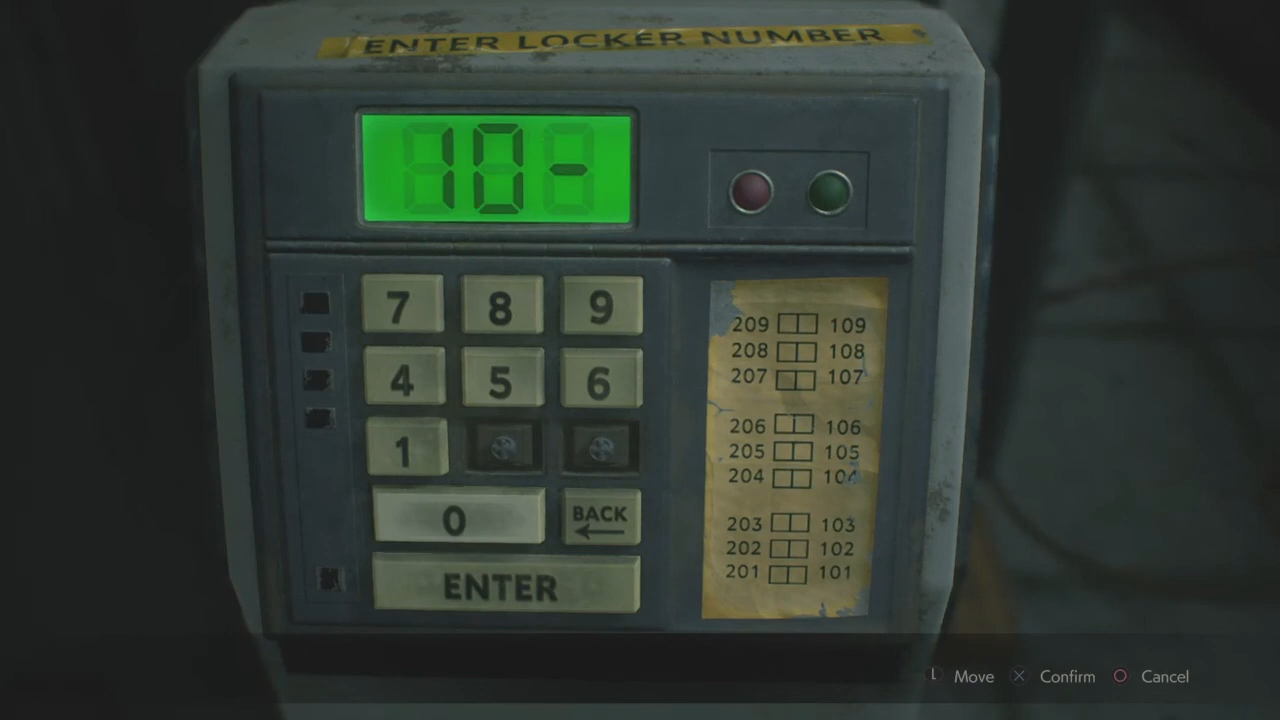 ENTER LOCKER NUMBER
10-
7 8 9
4 5 6
1
0 BACK
ENTER
209 109
208 108
207 107
206 106
205 105
204 104
203 103
202 102
201 101
L Move Confirm Cancel